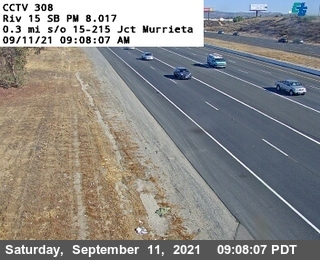 CCTV 308
Riv 15 SB PM 8.017
0.3 mi s/o 15-215 Jct Murrieta
09/11/21 09:08:07 AM
Saturday, September 11, 2021 09:08:07 PDT